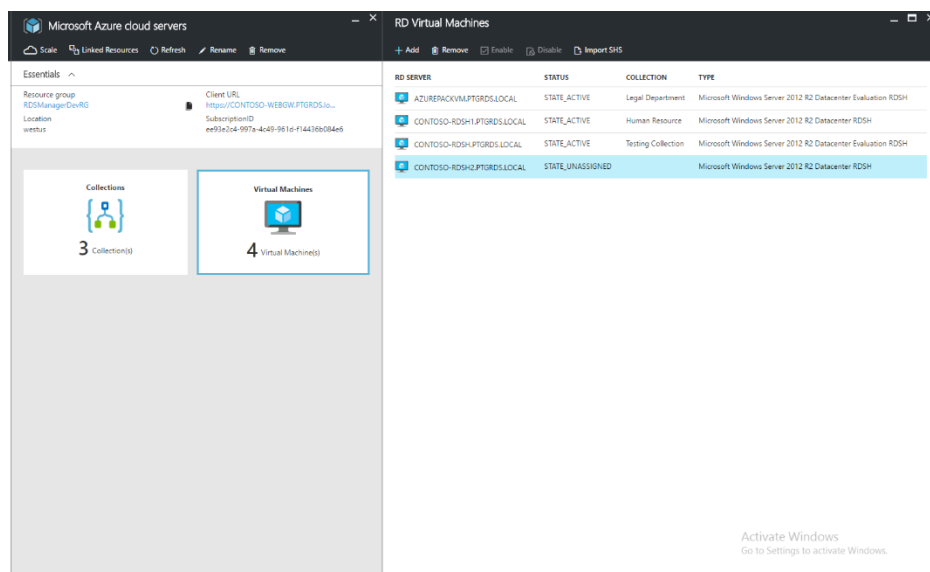 Microsoft Azure cloud servers
Scale Linked Resources Refresh Rename Remove
Essentials
Resource group
RDSManagerDevRG
Client URL
https://CONTOSO-WEBGW.PTGRDS.lo...
Location
westus
SubscriptionID
ee93e2c4-997a-4c49-961d-f14436b084e6
Collections
3 Collection(s)
Virtual Machines
4 Virtual Machine(s)
RD Virtual Machines
Add Remove Enable Disable Import SHS
RD SERVER STATUS COLLECTION TYPE
AZUREPACKVM.PTGRDS.LOCAL STATE_ACTIVE Legal Department Microsoft Windows Server 2012 R2 Datacenter Evaluation RDSH
CONTOSO-RDSH1.PTGRDS.LOCAL STATE_ACTIVE Human Resource Microsoft Windows Server 2012 R2 Datacenter RDSH
CONTOSO-RDSH.PTGRDS.LOCAL STATE_ACTIVE Testing Collection Microsoft Windows Server 2012 R2 Datacenter Evaluation RDSH
CONTOSO-RDSH2.PTGRDS.LOCAL STATE_UNASSIGNED Microsoft Windows Server 2012 R2 Datacenter RDSH
Activate Windows
Go to Settings to activate Windows.